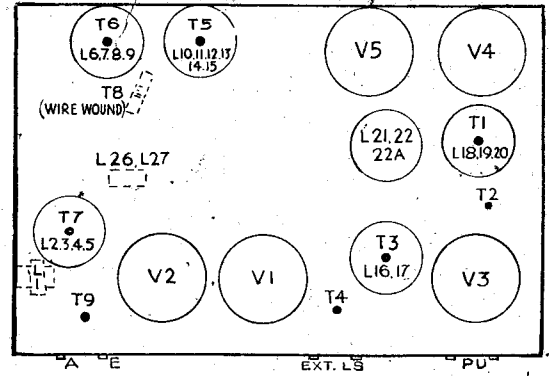 T6
L6,7.8.9
T5
L10.11.12.13
14.15
V5
V4
T8
(WIRE WOUND)
L21,22
22A
T1
L18,19.20
L26,L27
T2
T7
L2.3,4.5
V2
V1
T3
L16,17
V3
T9
T4
A
E
EXT. LS
PU